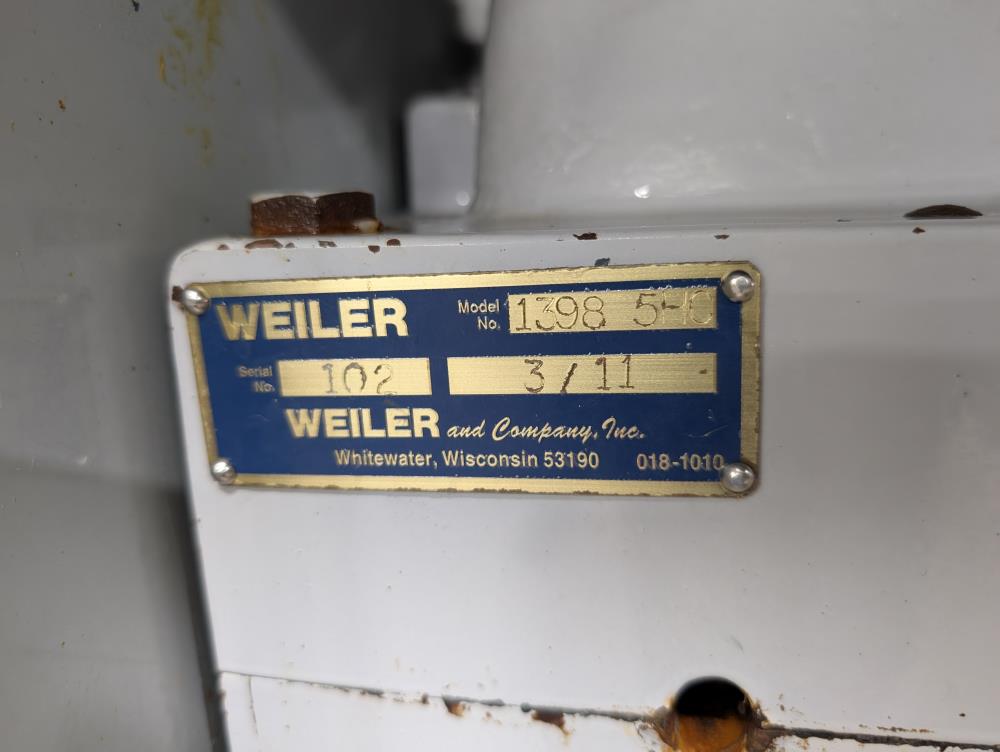 WEILER
Model No. 1398 5HC
Serial No. 102
3/11
WEILER and Company, Inc.
Whitewater, Wisconsin 53190 018-1010